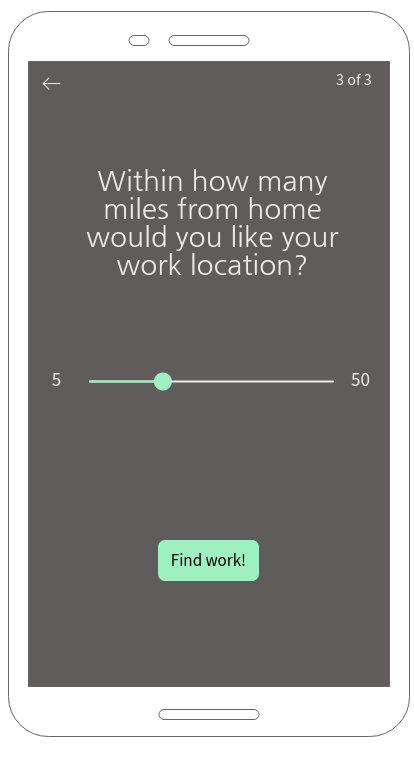 3 of 3
Within how many
miles from home
would you like your
work location?
5 50
Find work!